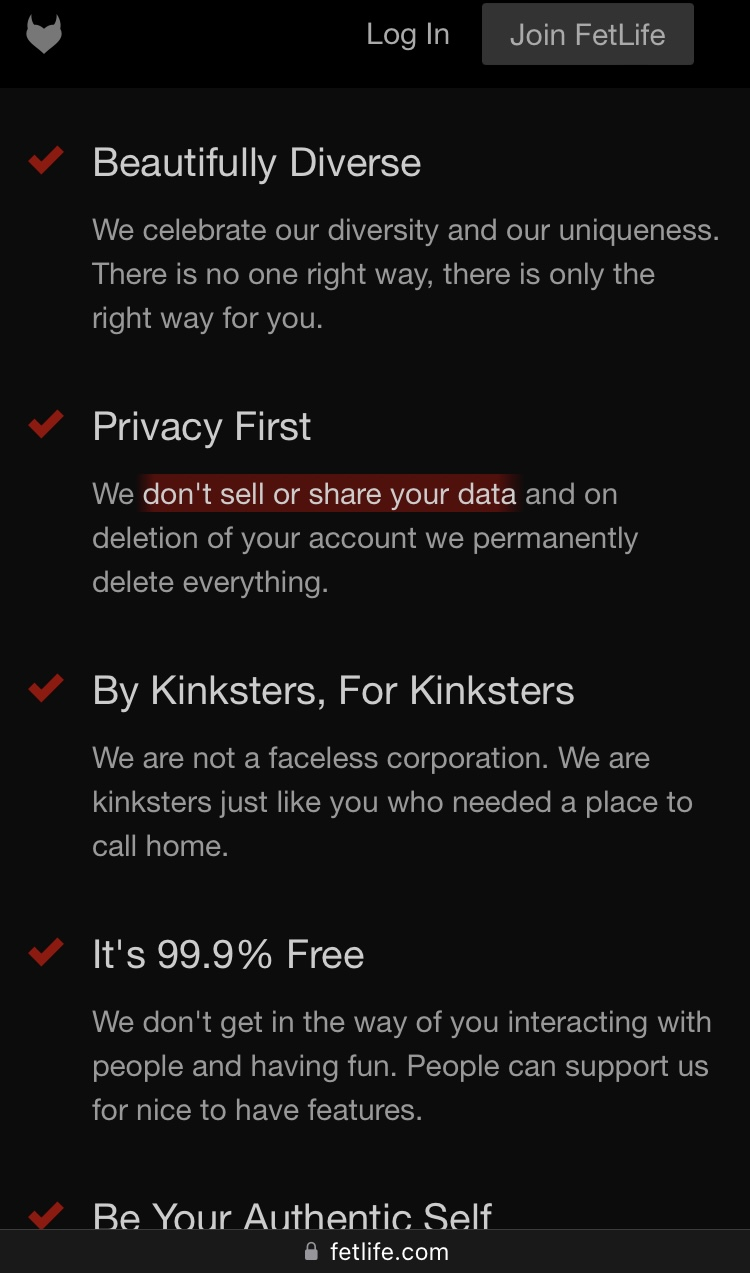 Log In
Join FetLife
Beautifully Diverse
We celebrate our diversity and our uniqueness.
There is no one right way, there is only the
right way for you.
Privacy First
We don't sell or share your data and on
deletion of your account we permanently
delete everything.
By Kinksters, For Kinksters
We are not a faceless corporation. We are
kinksters just like you who needed a place to
call home.
It's 99.9% Free
We don't get in the way of you interacting with
people and having fun. People can support us
for nice to have features.
Be Your Authentic Self
fetlife.com